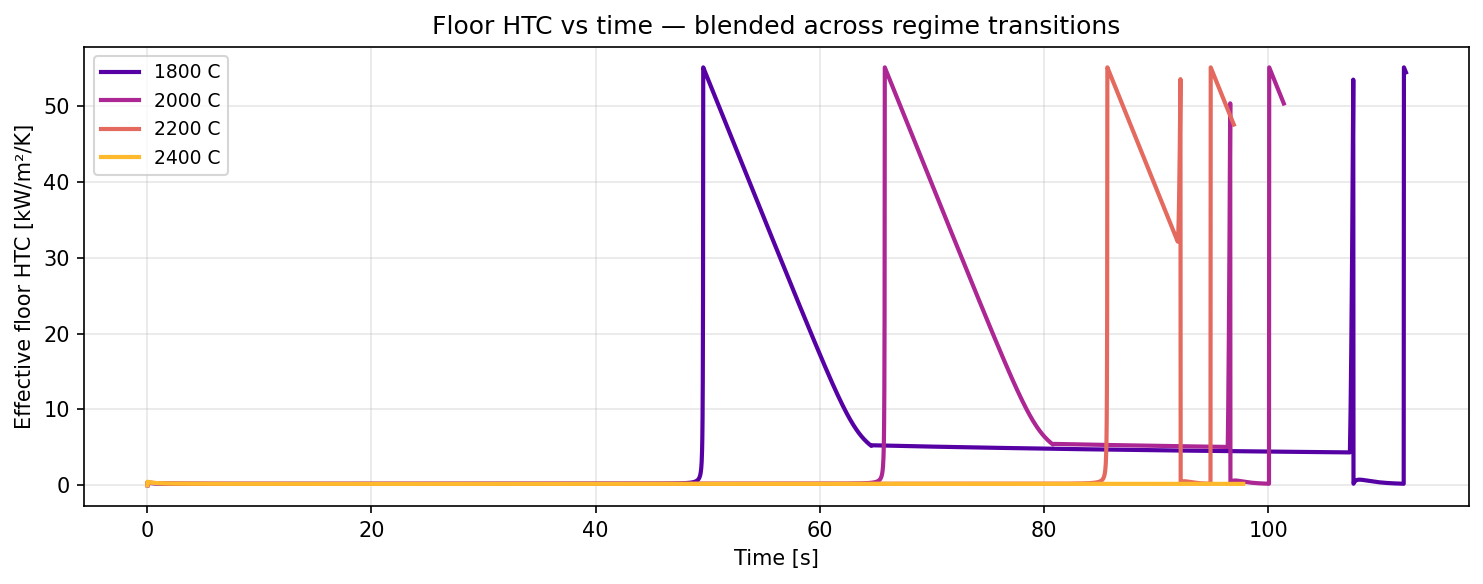 Floor HTC vs time — blended across regime transitions
1800 C
2000 C
2200 C
2400 C
Effective floor HTC [kW/m²/K]
50
40
30
20
10
0
0 20 40 60 80 100
Time [s]